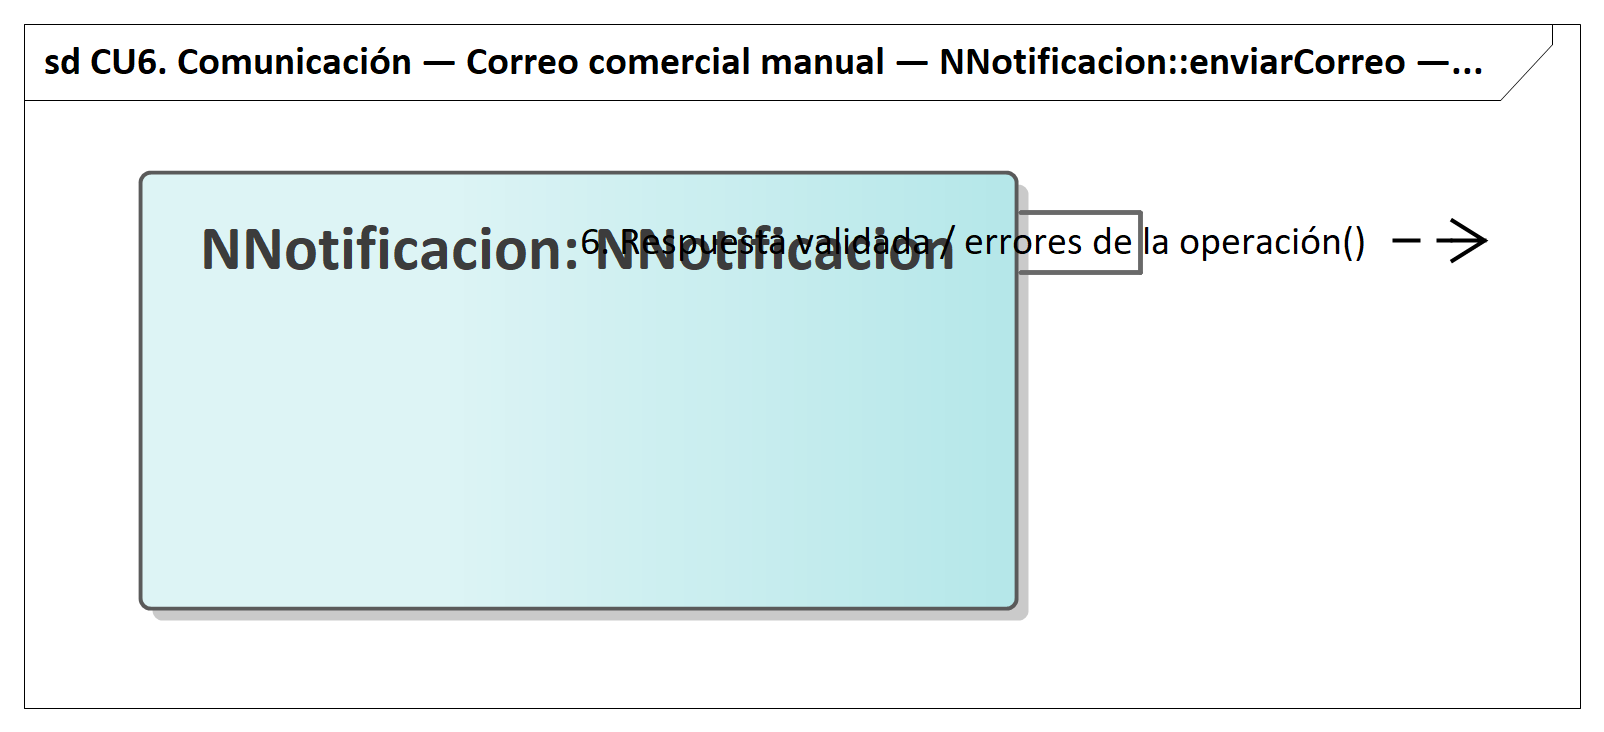 sd CU6. Comunicación — Correo comercial manual — NNotificacion::enviarCorreo —...
NNotificacion: NNotificacion
6. Respuesta validada / errores de la operación()